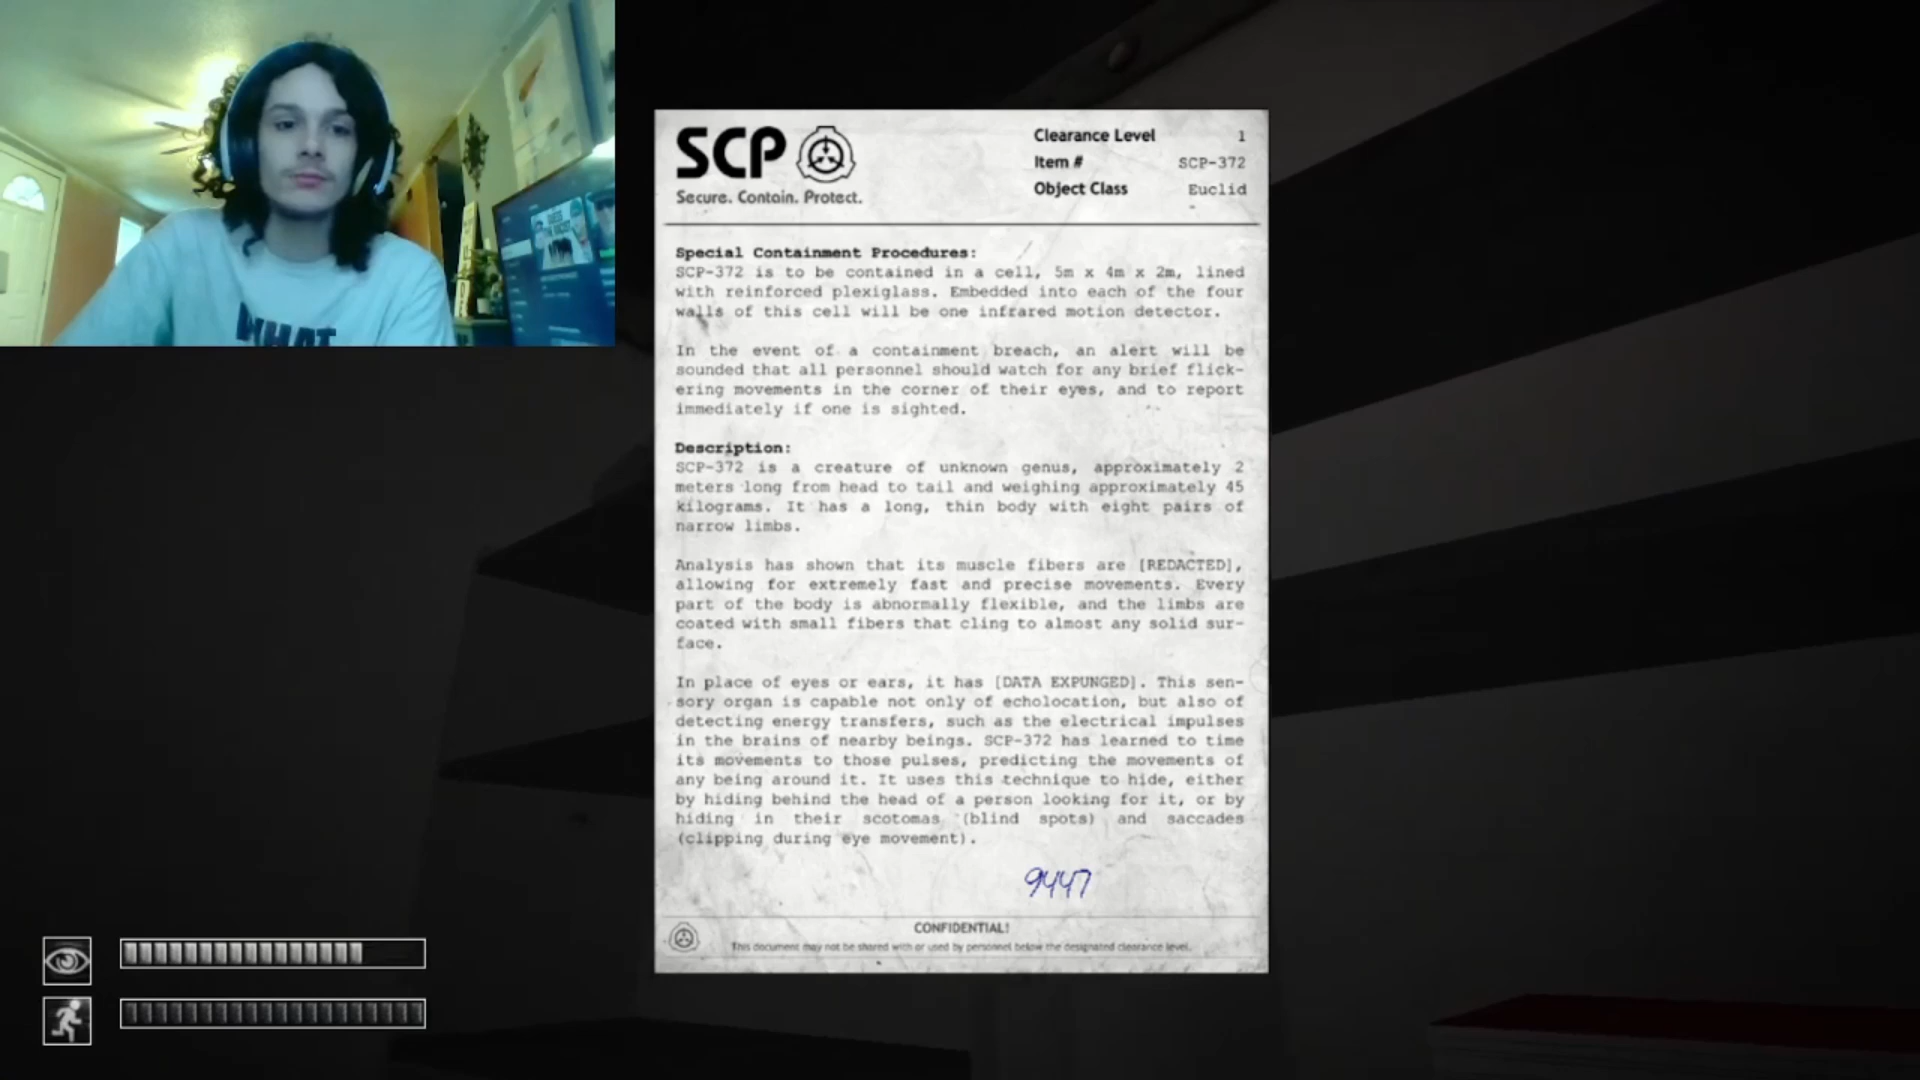 WHAT
SCP
Secure. Contain. Protect.
Clearance Level 1
Item # SCP-372
Object Class Euclid
Special Containment Procedures:
SCP-372 is to be contained in a cell, 5m x 4m x 2m, lined
with reinforced plexiglass. Embedded into each of the four
walls of this cell will be one infrared motion detector.
In the event of a containment breach, an alert will be
sounded that all personnel should watch for any brief flick-
ering movements in the corner of their eyes, and to report
immediately if one is sighted.
Description:
SCP-372 is a creature of unknown genus, approximately 2
meters long from head to tail and weighing approximately 45
kilograms. It has a long, thin body with eight pairs of
narrow limbs.
Analysis has shown that its muscle fibers are [REDACTED],
allowing for extremely fast and precise movements. Every
part of the body is abnormally flexible, and the limbs are
coated with small fibers that cling to almost any solid sur-
face.
In place of eyes or ears, it has [DATA EXPUNGED]. This sen-
sory organ is capable not only of echolocation, but also of
detecting energy transfers, such as the electrical impulses
in the brains of nearby beings. SCP-372 has learned to time
its movements to those pulses, predicting the movements of
any being around it. It uses this technique to hide, either
by hiding behind the head of a person looking for it, or by
hiding in their scotomas (blind spots) and saccades
(clipping during eye movement).
9447
CONFIDENTIAL!
This document may not be shared with or used by personnel below the designated clearance level.